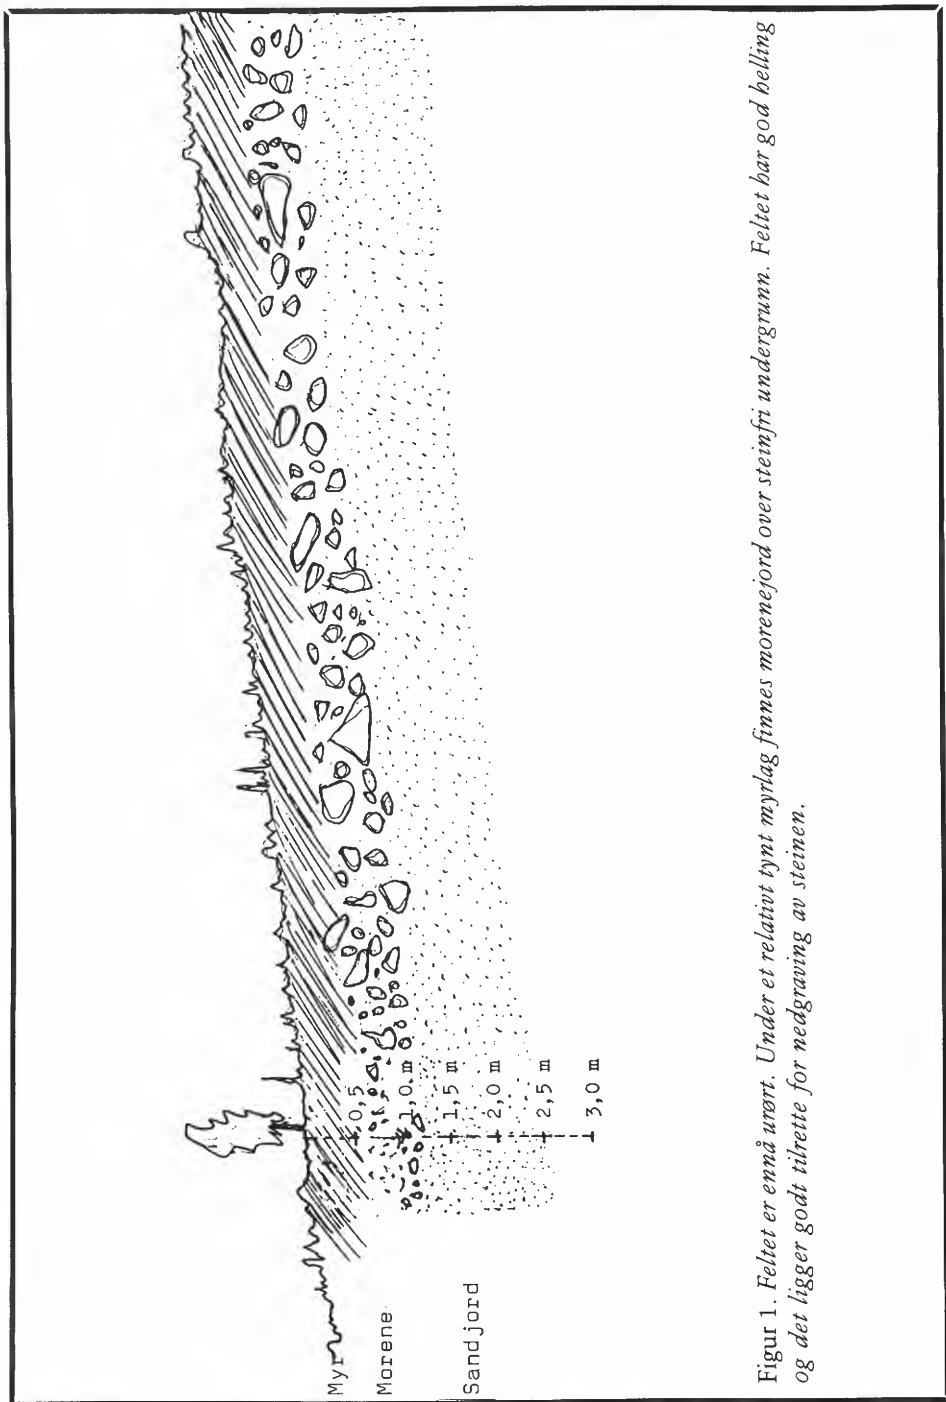 Myr
Morene
Sandjord
0,5
1,0 m
1,5 m
2,0 m
2,5 m
3,0 m
Figur 1. Feltet er ennå urørt. Under et relativt tynt myrlag finnes morenejord over steinfri undergrunn. Feltet har god helling
og det ligger godt tilrette for nedgraving av steinen.